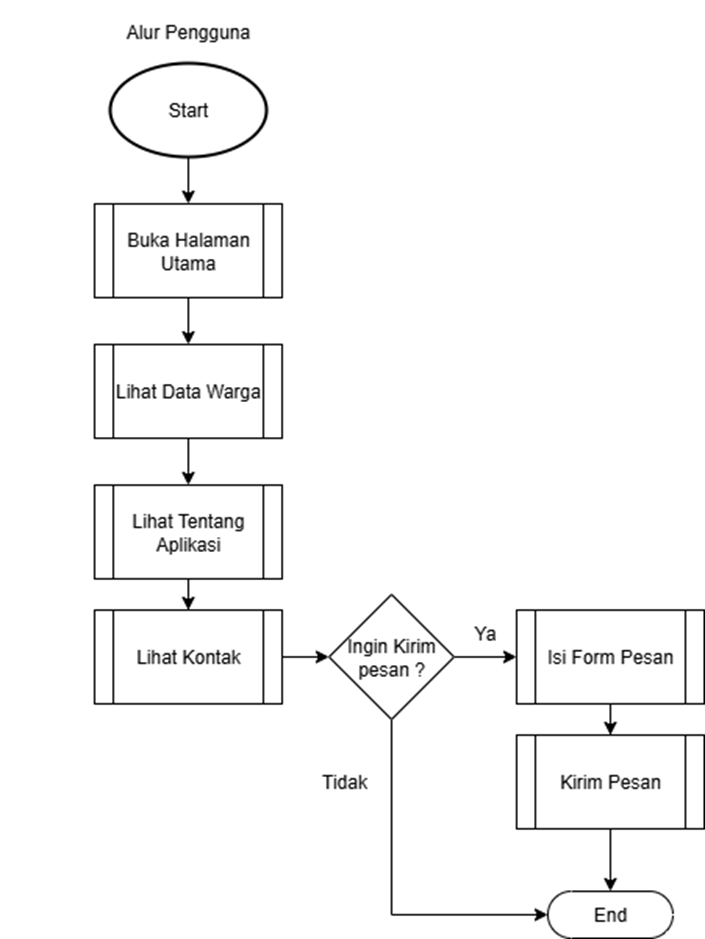 Alur Pengguna
Start
Buka Halaman
Utama
Lihat Data Warga
Lihat Tentang
Aplikasi
Lihat Kontak
Ingin Kirim
pesan ?
Ya
Isi Form Pesan
Tidak
Kirim Pesan
End